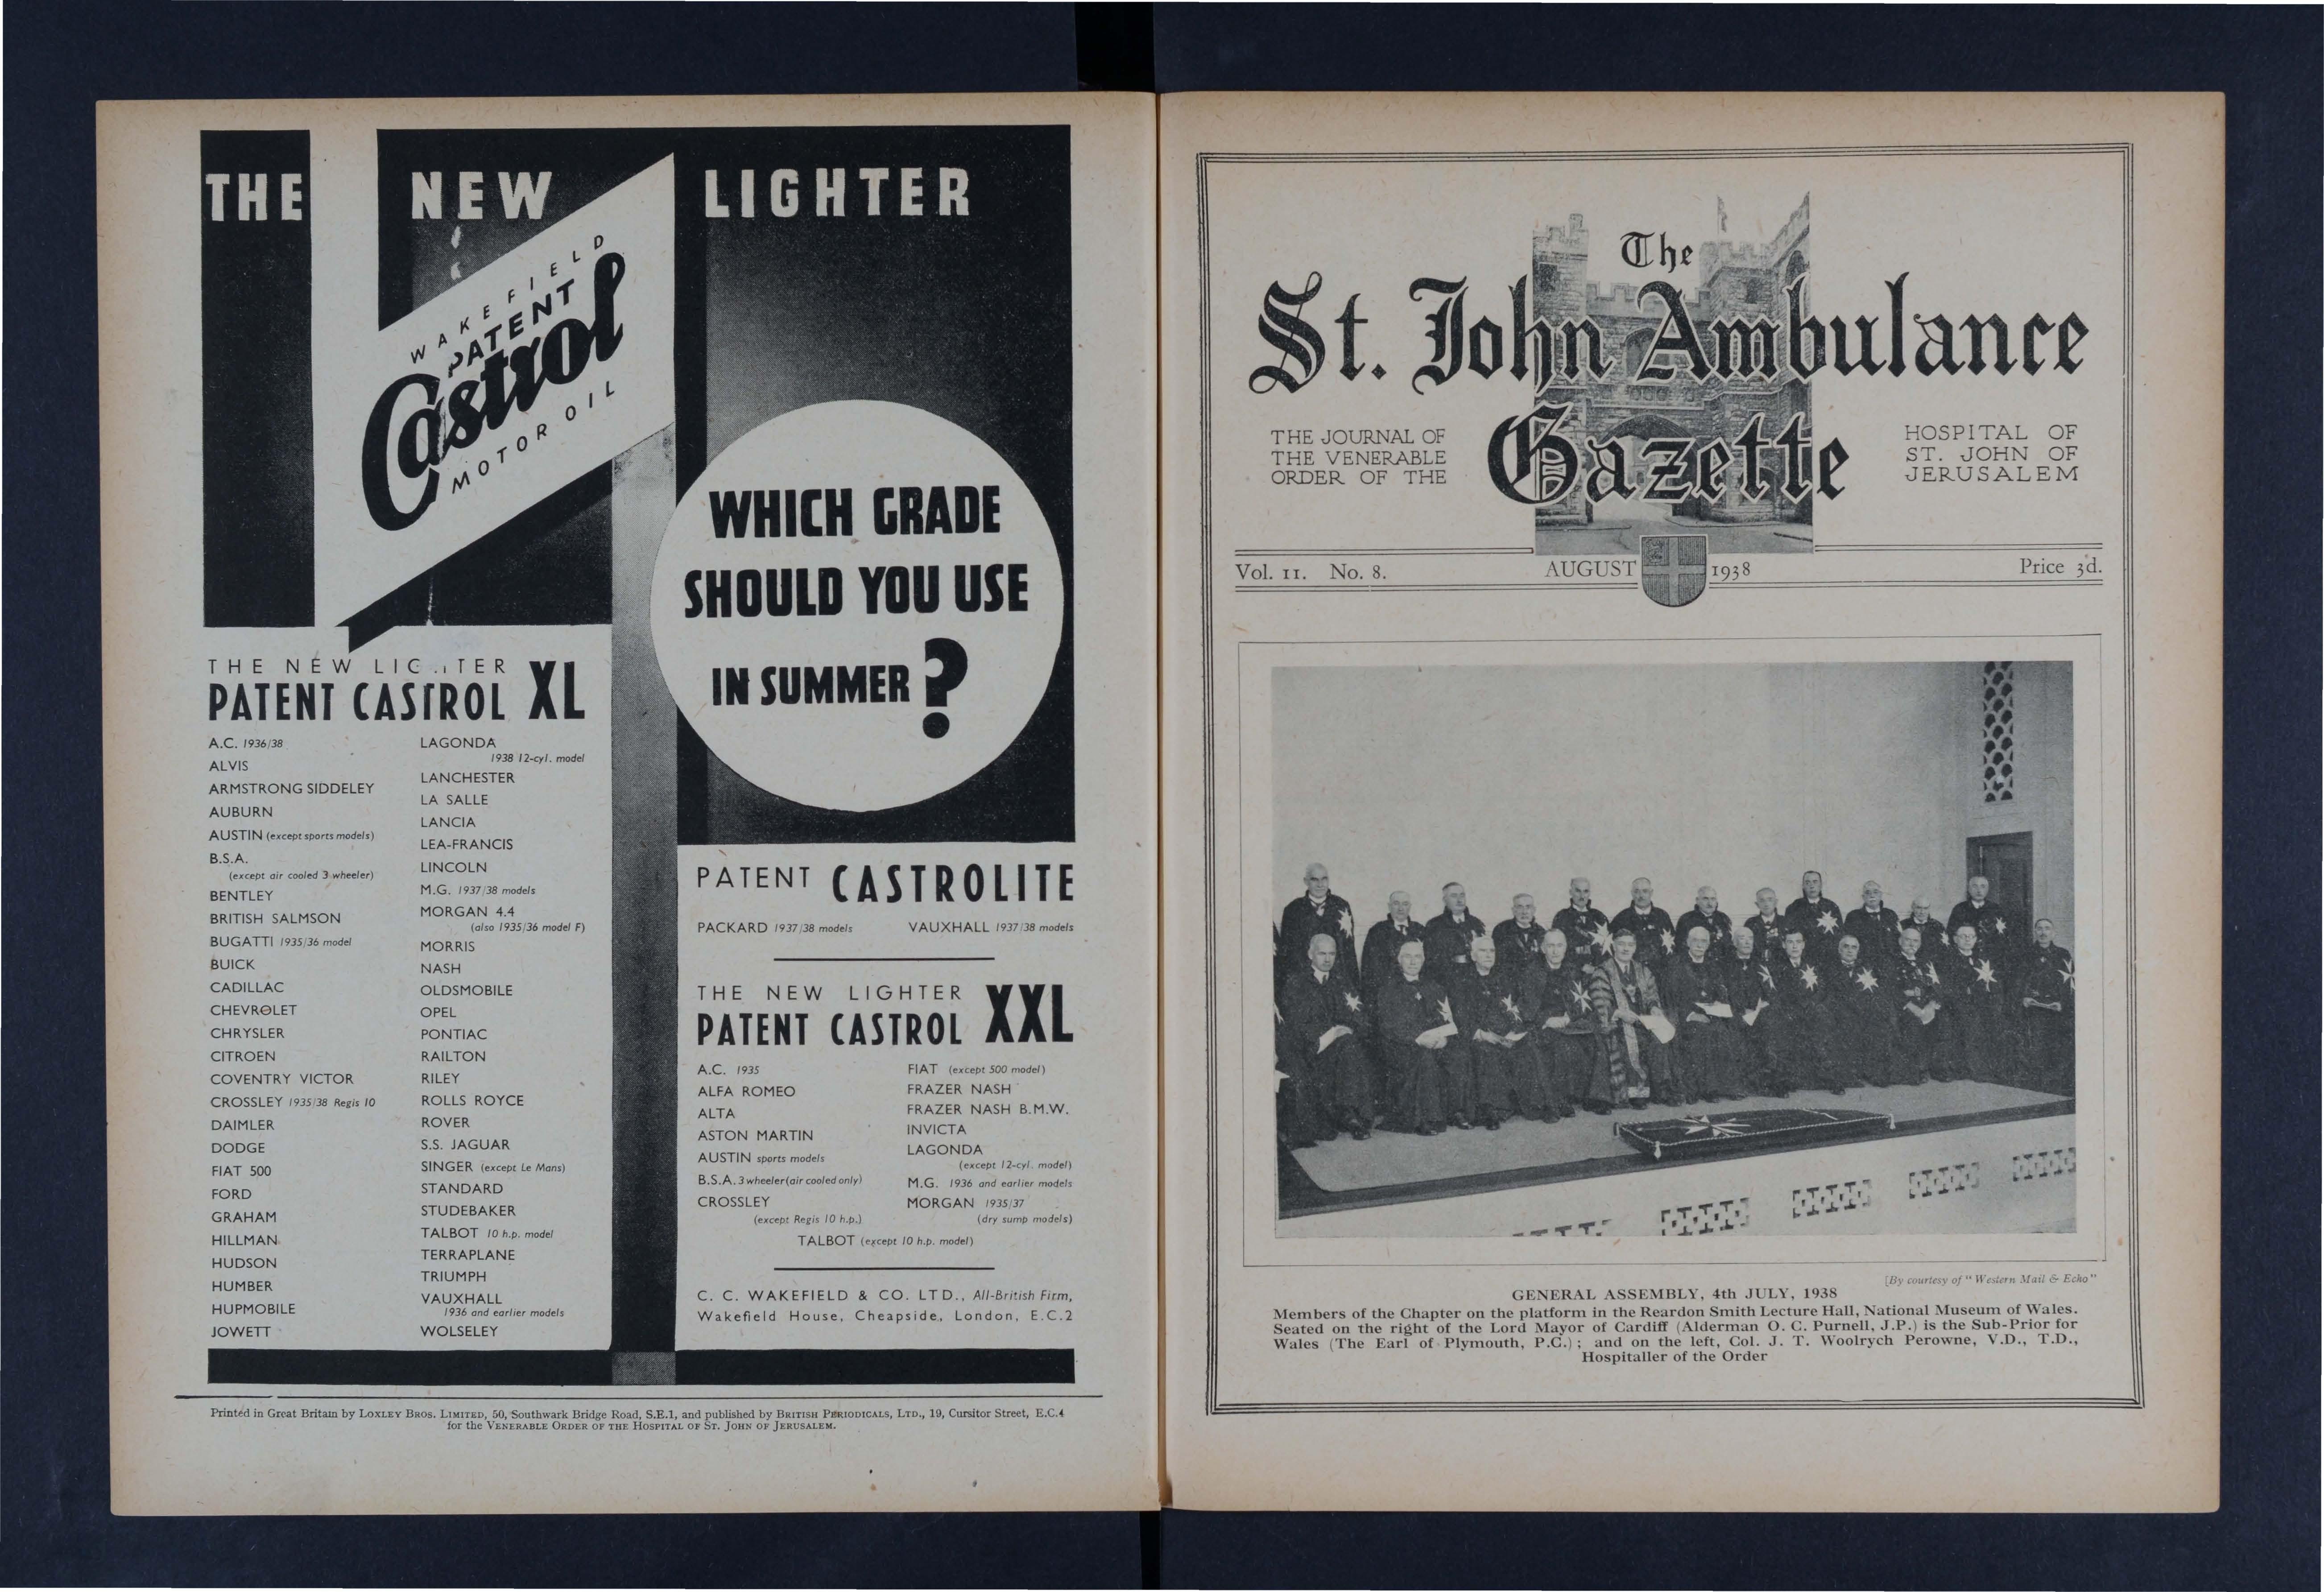 THE NEW LIGHTER
WAKEFIELD
PATENT
Castrol
MOTOR OIL
WHICH GRADE
SHOULD YOU USE
IN SUMMER?
THE NEW LIGHTER
PATENT CASTROL XL
A.C. 1936/38
ALVIS
ARMSTRONG SIDDELEY
AUBURN
AUSTIN (except sports models)
B.S.A.
(except air cooled 3 wheeler)
BENTLEY
BRITISH SALMSON
BUGATTI 1935/36 model
BUICK
CADILLAC
CHEVROLET
CHRYSLER
CITROEN
COVENTRY VICTOR
CROSSLEY 1935/38 Regis 10
DAIMLER
DODGE
FIAT 500
FORD
GRAHAM
HILLMAN
HUDSON
HUMBER
HUPMOBILE
JOWETT
LAGONDA
1938 12-cyl. model
LANCHESTER
LA SALLE
LANCIA
LEA-FRANCIS
LINCOLN
M.G. 1937/38 models
MORGAN 4.4
(also 1935/36 model F)
MORRIS
NASH
OLDSMOBILE
OPEL
PONTIAC
RAILTON
RILEY
ROLLS ROYCE
ROVER
S.S. JAGUAR
SINGER (except Le Mans)
STANDARD
STUDEBAKER
TALBOT 10 h.p. model
TERRAPLANE
TRIUMPH
VAUXHALL
1936 and earlier models
WOLSELEY
PATENT CASTROLITE
PACKARD 1937/38 models VAUXHALL 1937/38 models
THE NEW LIGHTER
PATENT CASTROL XXL
A.C. 1935
ALFA ROMEO
ALTA
ASTON MARTIN
AUSTIN sports models
B.S.A. 3 wheeler (air cooled only)
CROSSLEY
(except Regis 10 h.p.)
FIAT (except 500 model)
FRAZER NASH
FRAZER NASH B.M.W.
INVICTA
LAGONDA
(except 12-cyl. model)
M.G. 1936 and earlier models
MORGAN 1935/37
(dry sump models)
TALBOT (except 10 h.p. model)
C. C. WAKEFIELD & CO. LTD., All-British Firm,
Wakefield House, Cheapside, London, E.C.2
Printed in Great Britain by LOXLEY BROS. LIMITED, 50, Southwark Bridge Road, S.E.1, and published by BRITISH PERIODICALS, LTD., 19, Cursitor Street, E.C.4
for the VENERABLE ORDER OF THE HOSPITAL OF ST. JOHN OF JERUSALEM.
The
St. John Ambulance
Gazette
THE JOURNAL OF
THE VENERABLE
ORDER OF THE
HOSPITAL OF
ST. JOHN OF
JERUSALEM
Vol. 11. No. 8. AUGUST 1938 Price 3d.
[By courtesy of "Western Mail & Echo"
GENERAL ASSEMBLY, 4th JULY, 1938
Members of the Chapter on the platform in the Reardon Smith Lecture Hall, National Museum of Wales.
Seated on the right of the Lord Mayor of Cardiff (Alderman O. C. Purnell, J.P.) is the Sub-Prior for
Wales (The Earl of Plymouth, P.C.); and on the left, Col. J. T. Woolrych Perowne, V.D., T.D.,
Hospitaller of the Order